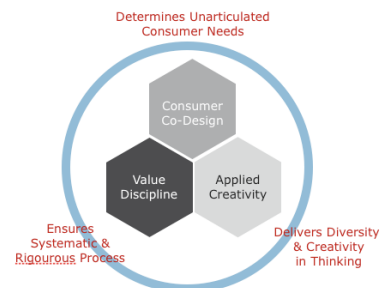 Determines Unarticulated
Consumer Needs
Consumer
Co-Design
Value
Discipline
Applied
Creativity
Ensures
Systematic &
Rigourous Process
Delivers Diversity
& Creativity
in Thinking